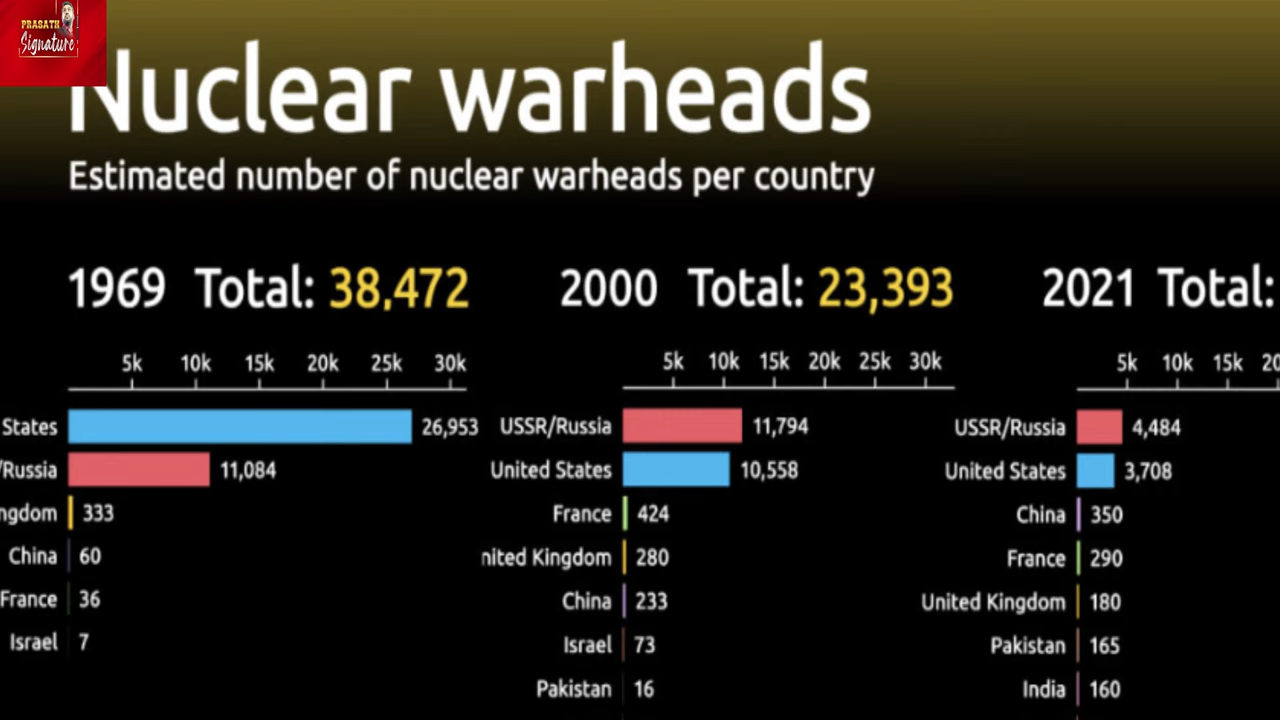 PRASATH
Signature
Nuclear warheads
Estimated number of nuclear warheads per country
1969 Total: 38,472
5k 10k 15k 20k 25k 30k
States 26,953
/Russia 11,084
ngdom 333
China 60
France 36
Israel 7
2000 Total: 23,393
5k 10k 15k 20k 25k 30k
USSR/Russia 11,794
United States 10,558
France 424
nited Kingdom 280
China 233
Israel 73
Pakistan 16
2021 Total:
5k 10k 15k 20
USSR/Russia 4,484
United States 3,708
China 350
France 290
United Kingdom 180
Pakistan 165
India 160